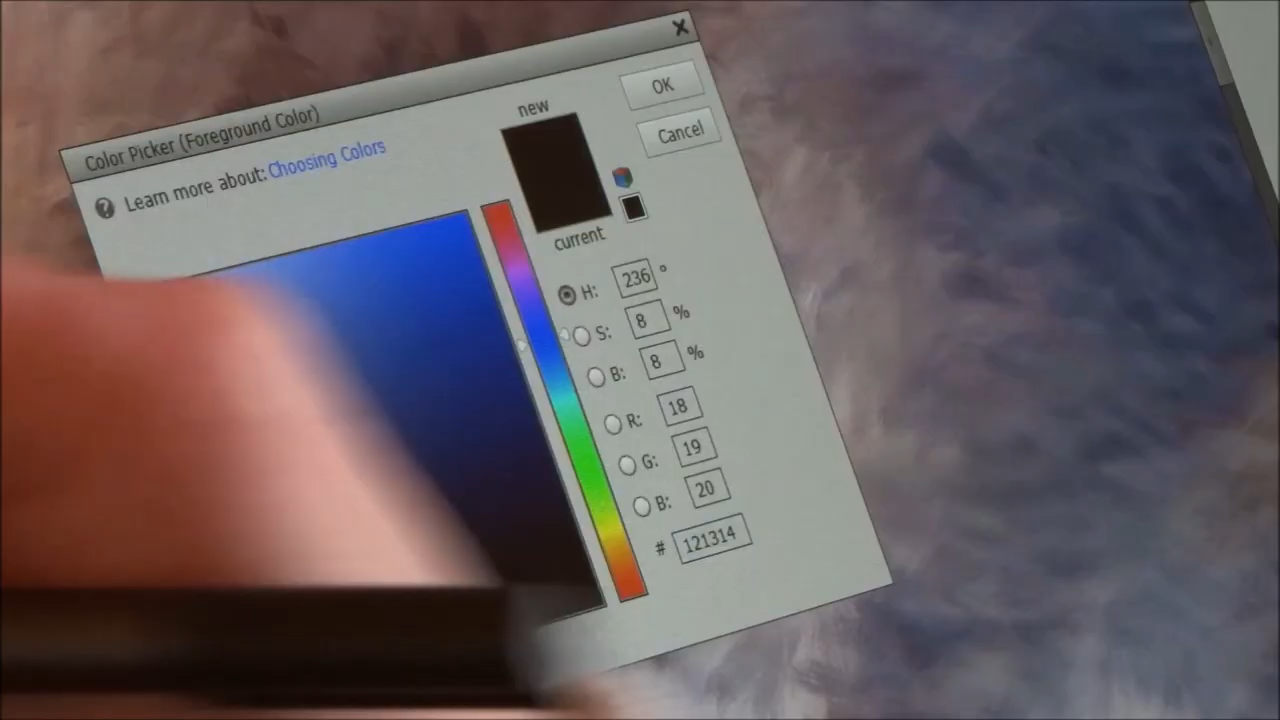 Color Picker (Foreground Color)
Learn more about: Choosing Colors
new
current
OK
Cancel
H: 236 °
S: 8 %
B: 8 %
R: 18
G: 19
B: 20
# 121314